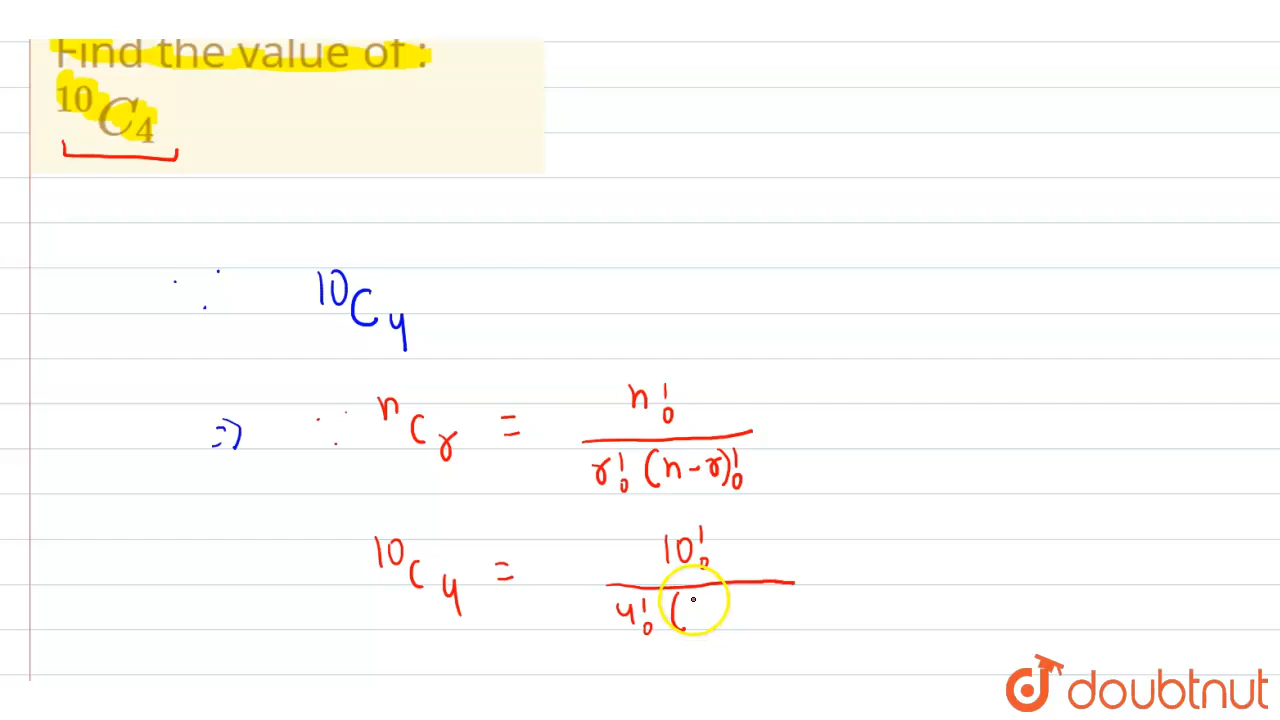 Find the value of :
¹⁰C₄
∵ ¹⁰C₄
⇒ ∵ ⁿCᵣ = n! / r! (n-r)!
¹⁰C₄ = 10! / 4! (
doubtnut